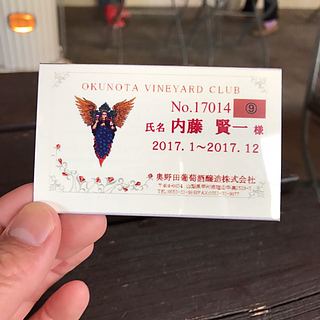 OKUNOTA VINEYARD CLUB
No.17014 ⑨
氏名 内藤 賢一 様
2017. 1～2017. 12
奥野田葡萄酒醸造株式会社